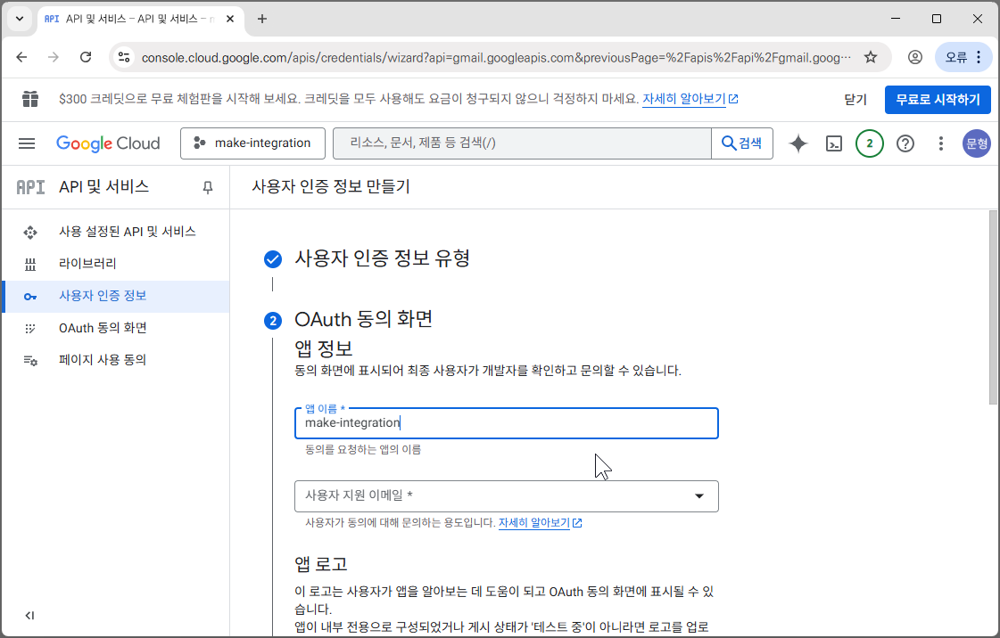 API API 및 서비스 – API 및 서비스 –
console.cloud.google.com/apis/credentials/wizard?api=gmail.googleapis.com&previousPage=%2Fapis%2Fapi%2Fgmail.goog…
오류
$300 크레딧으로 무료 체험판을 시작해 보세요. 크레딧을 모두 사용해도 요금이 청구되지 않으니 걱정하지 마세요. 자세히 알아보기
닫기
무료로 시작하기
Google Cloud
make-integration
리소스, 문서, 제품 등 검색(/)
검색
2
문형
API API 및 서비스
사용자 인증 정보 만들기
사용 설정된 API 및 서비스
라이브러리
사용자 인증 정보
OAuth 동의 화면
페이지 사용 동의
사용자 인증 정보 유형
2 OAuth 동의 화면
앱 정보
동의 화면에 표시되어 최종 사용자가 개발자를 확인하고 문의할 수 있습니다.
앱 이름 *
make-integration
동의를 요청하는 앱의 이름
사용자 지원 이메일 *
사용자가 동의에 대해 문의하는 용도입니다. 자세히 알아보기
앱 로고
이 로고는 사용자가 앱을 알아보는 데 도움이 되고 OAuth 동의 화면에 표시될 수 있
습니다.
앱이 내부 전용으로 구성되었거나 게시 상태가 '테스트 중'이 아니라면 로고를 업로